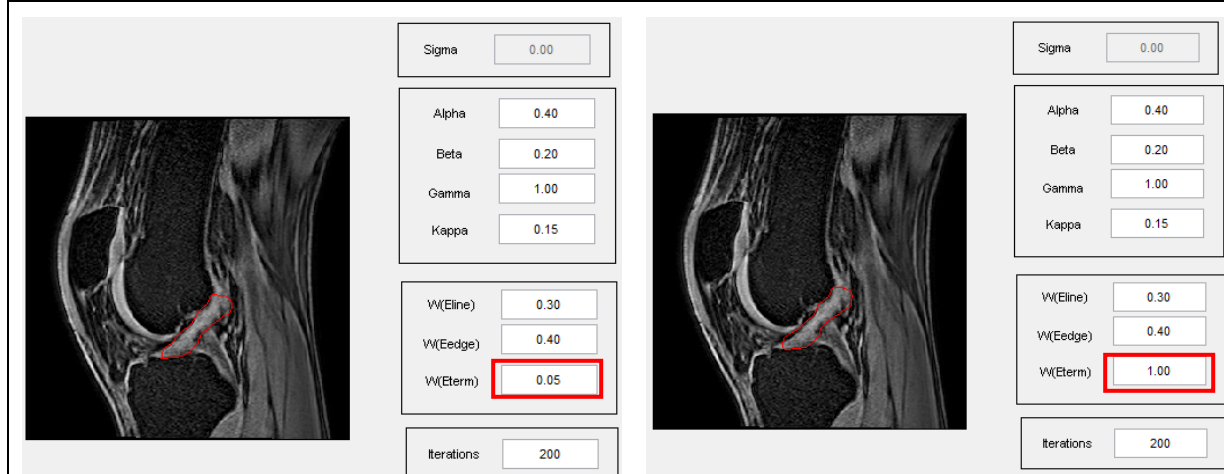 Sigma 0.00
Alpha 0.40
Beta 0.20
Gamma 1.00
Kappa 0.15
W(Eline) 0.30
W(Eedge) 0.40
W(Eterm) 0.05
Iterations 200
Sigma 0.00
Alpha 0.40
Beta 0.20
Gamma 1.00
Kappa 0.15
W(Eline) 0.30
W(Eedge) 0.40
W(Eterm) 1.00
Iterations 200